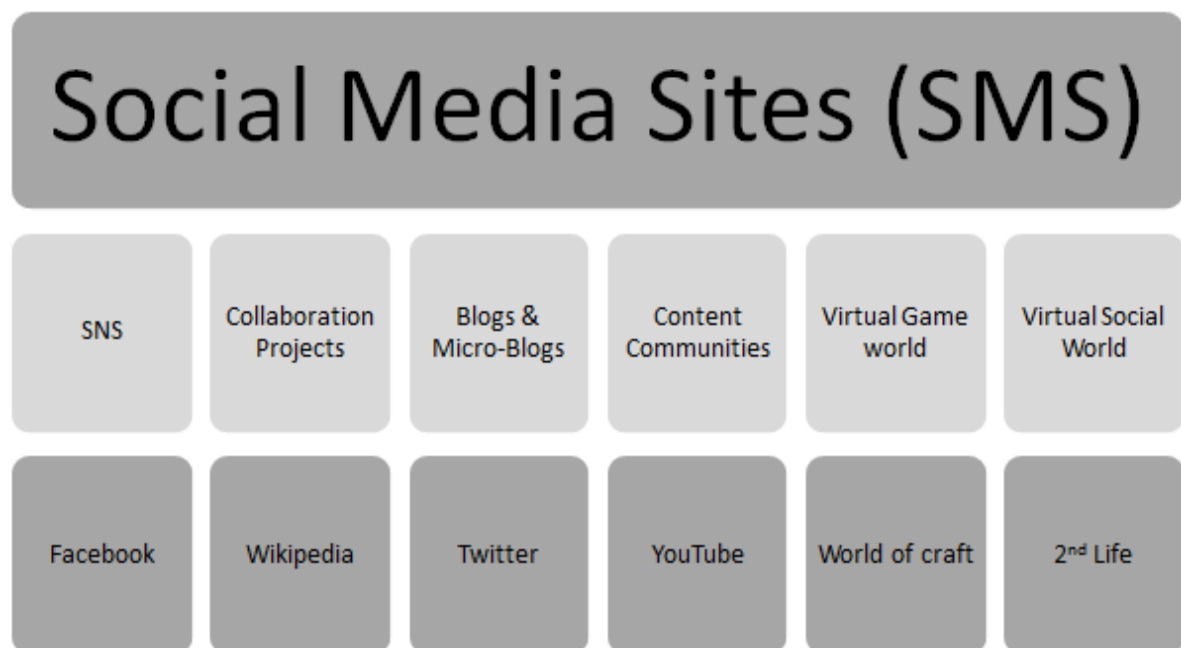 Social Media Sites (SMS)
SNS
Collaboration
Projects
Blogs &
Micro-Blogs
Content
Communities
Virtual Game
world
Virtual Social
World
Facebook
Wikipedia
Twitter
YouTube
World of craft
2nd Life